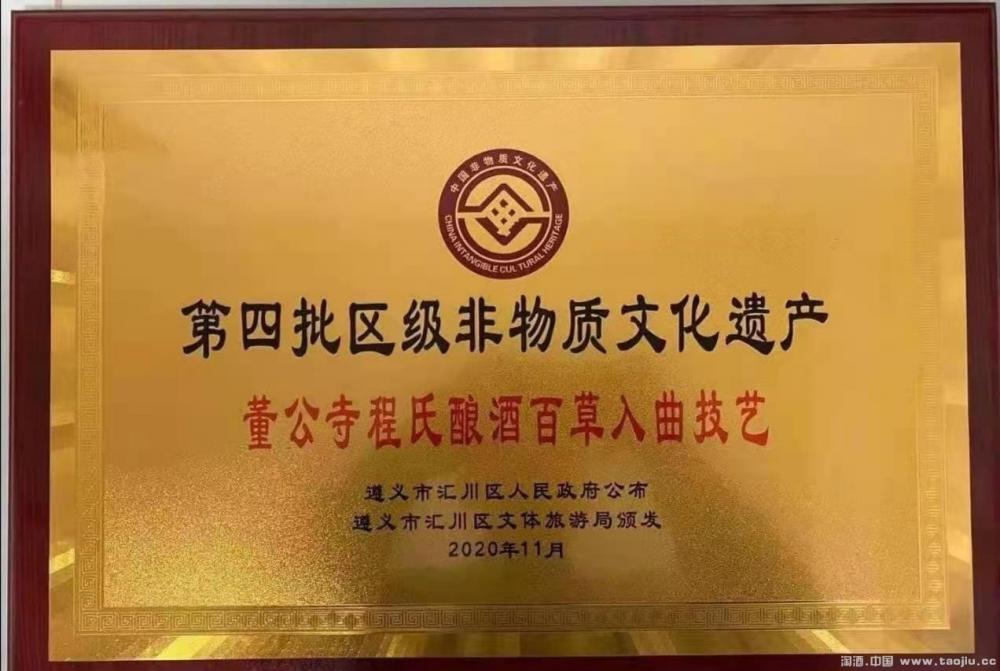 中国非物质文化遗产
CHINA INTANGIBLE CULTURAL HERITAGE
第四批区级非物质文化遗产
董公寺程氏酿酒百草入曲技艺
遵义市汇川区人民政府公布
遵义市汇川区文体旅游局颁发
2020年11月
淘酒.中国 www.taojiu.cc